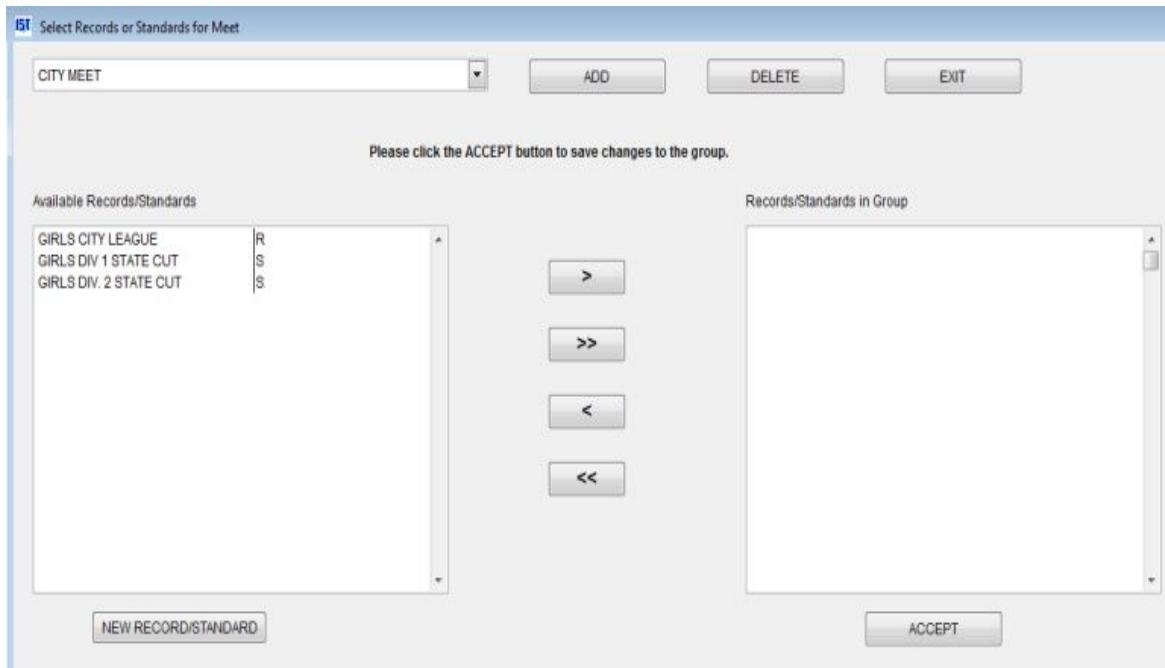 IST Select Records or Standards for Meet
CITY MEET
ADD
DELETE
EXIT
Please click the ACCEPT button to save changes to the group.
Available Records/Standards
Records/Standards in Group
GIRLS CITY LEAGUE R
GIRLS DIV 1 STATE CUT S
GIRLS DIV. 2 STATE CUT S
>
>>
<
<<
NEW RECORD/STANDARD
ACCEPT